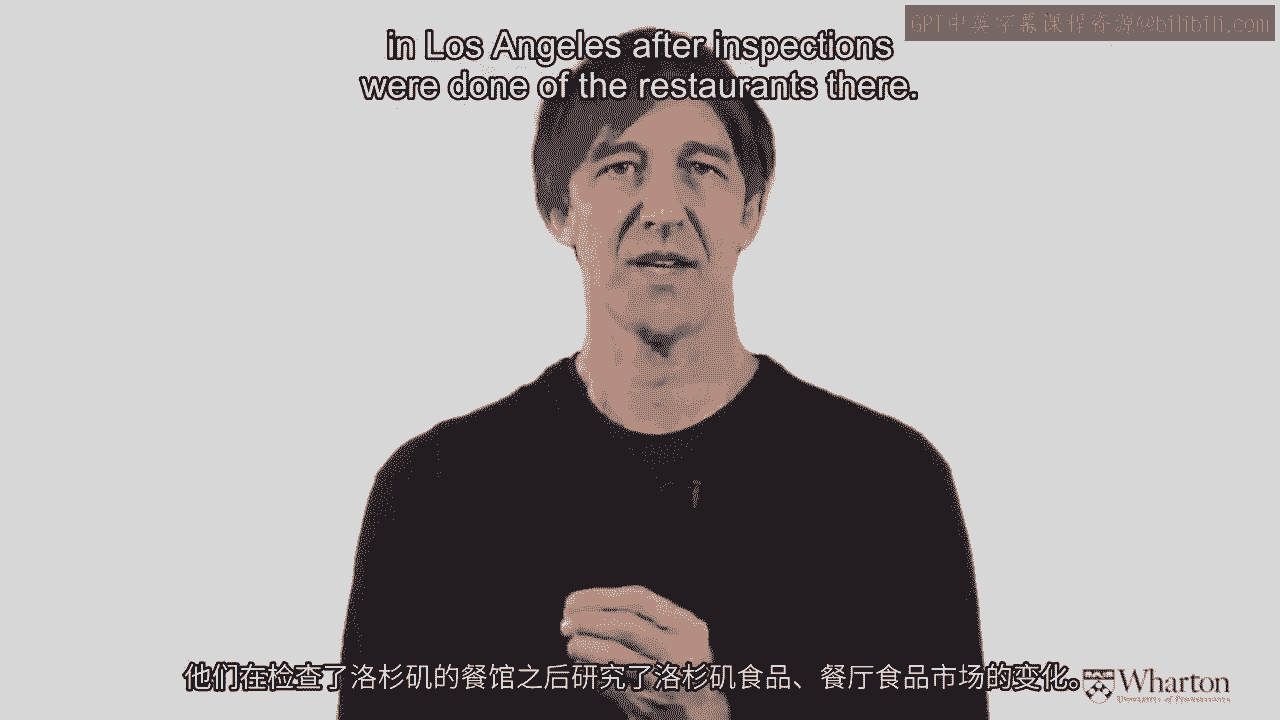 GPT中英字幕课程资源@bilibili.com
in Los Angeles after inspections
were done of the restaurants there.
他们在检查了洛杉矶的餐馆之后研究了洛杉矶食品、餐厅食品市场的变化。
Wharton
University of Pennsylvania